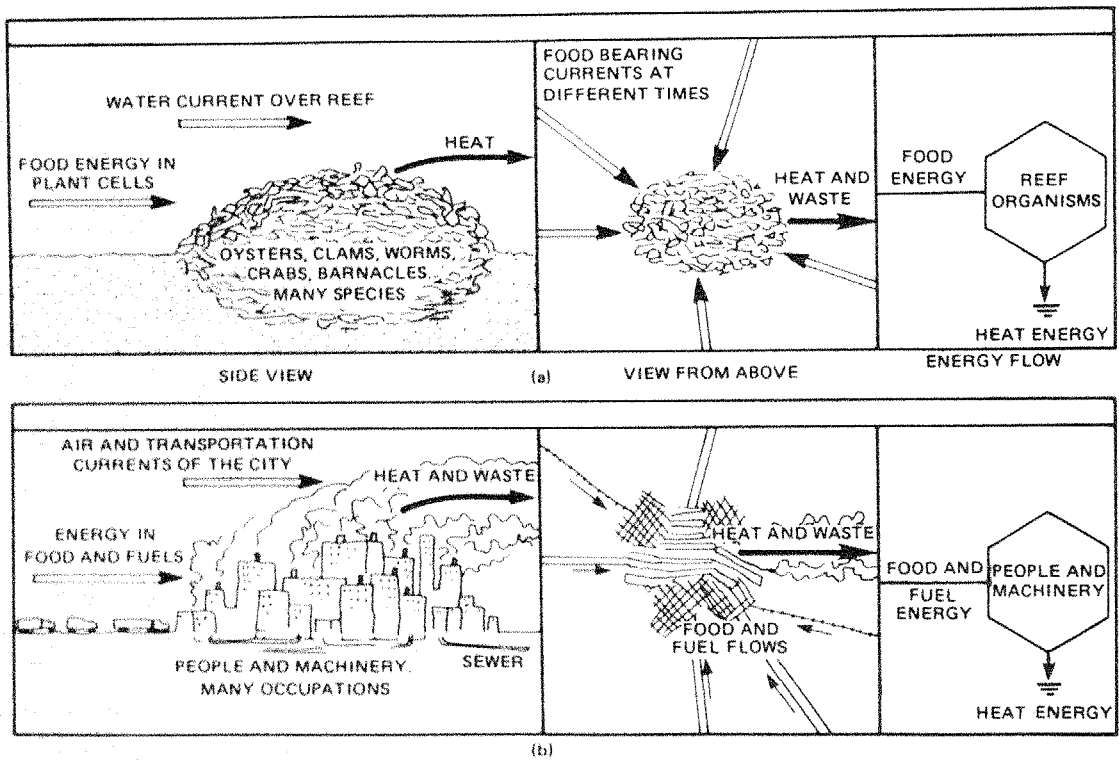 WATER CURRENT OVER REEF
HEAT
FOOD ENERGY IN
PLANT CELLS
OYSTERS, CLAMS, WORMS,
CRABS, BARNACLES
MANY SPECIES
FOOD BEARING
CURRENTS AT
DIFFERENT TIMES
HEAT AND
WASTE
FOOD
ENERGY
REEF
ORGANISMS
HEAT ENERGY
SIDE VIEW
(a)
VIEW FROM ABOVE
ENERGY FLOW
AIR AND TRANSPORTATION
CURRENTS OF THE CITY
HEAT AND WASTE
ENERGY IN
FOOD AND FUELS
PEOPLE AND MACHINERY.
MANY OCCUPATIONS
SEWER
HEAT AND WASTE
FOOD AND
FUEL FLOWS
FOOD AND
FUEL
ENERGY
PEOPLE AND
MACHINERY
HEAT ENERGY
(b)